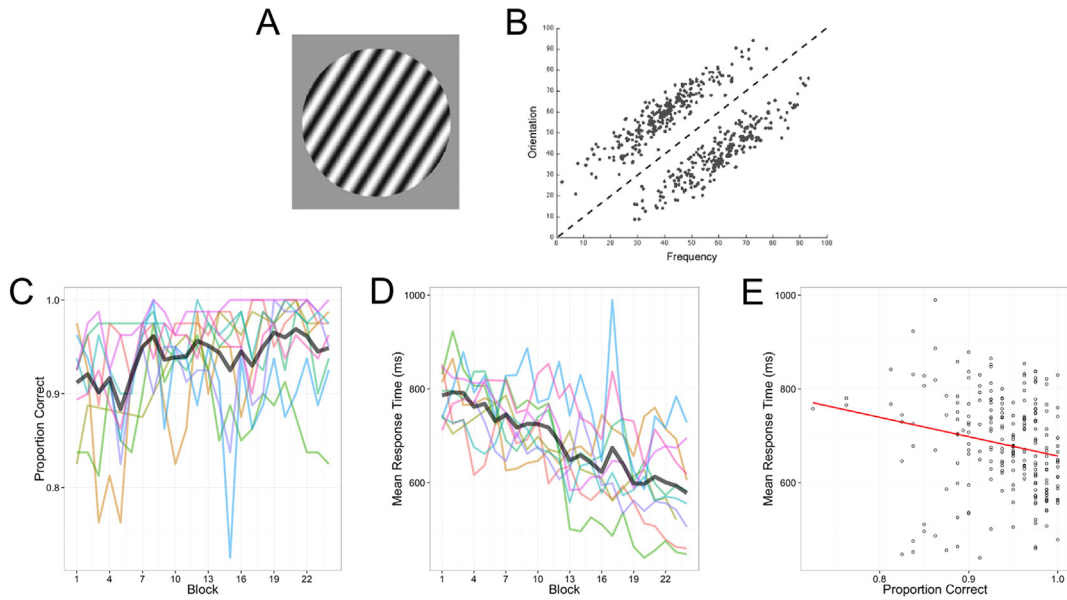 A
B
Orientation
100
90
80
70
60
50
40
30
20
10
0
0 10 20 30 40 50 60 70 80 90 100
Frequency
C
Proportion Correct
1.0
0.9
0.8
1 4 7 10 13 16 19 22
Block
D
Mean Response Time (ms)
1000
800
600
1 4 7 10 13 16 19 22
Block
E
Mean Response Time (ms)
1000
800
600
0.8 0.9 1.0
Proportion Correct